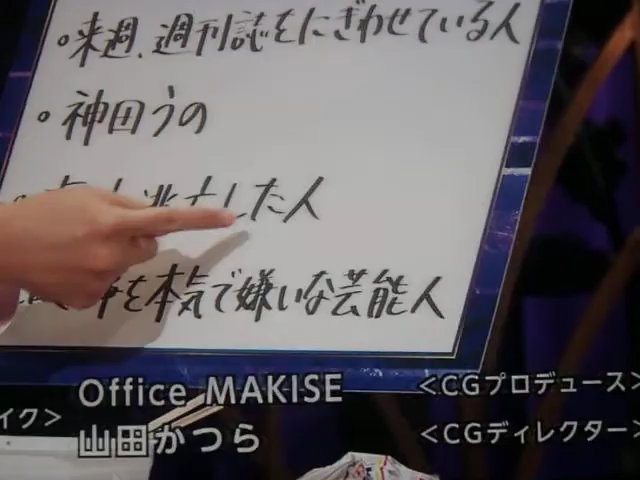 。来週、週刊誌をにぎわせている人
。神田うの
した人
を本気で嫌いな芸能人
Office MAKISE <CGプロデュース>
イク> 山田かつら <CGディレクター>